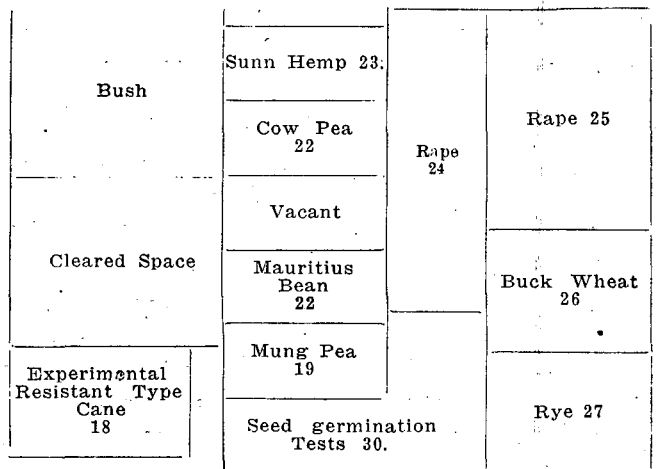 Bush
Cleared Space
Experimental
Resistant Type
Cane
18
Sunn Hemp 23.
Cow Pea
22
Vacant
Mauritius
Bean
22
Mung Pea
19
Seed germination
Tests 30.
Rape
24
Rape 25
Buck Wheat
26
Rye 27